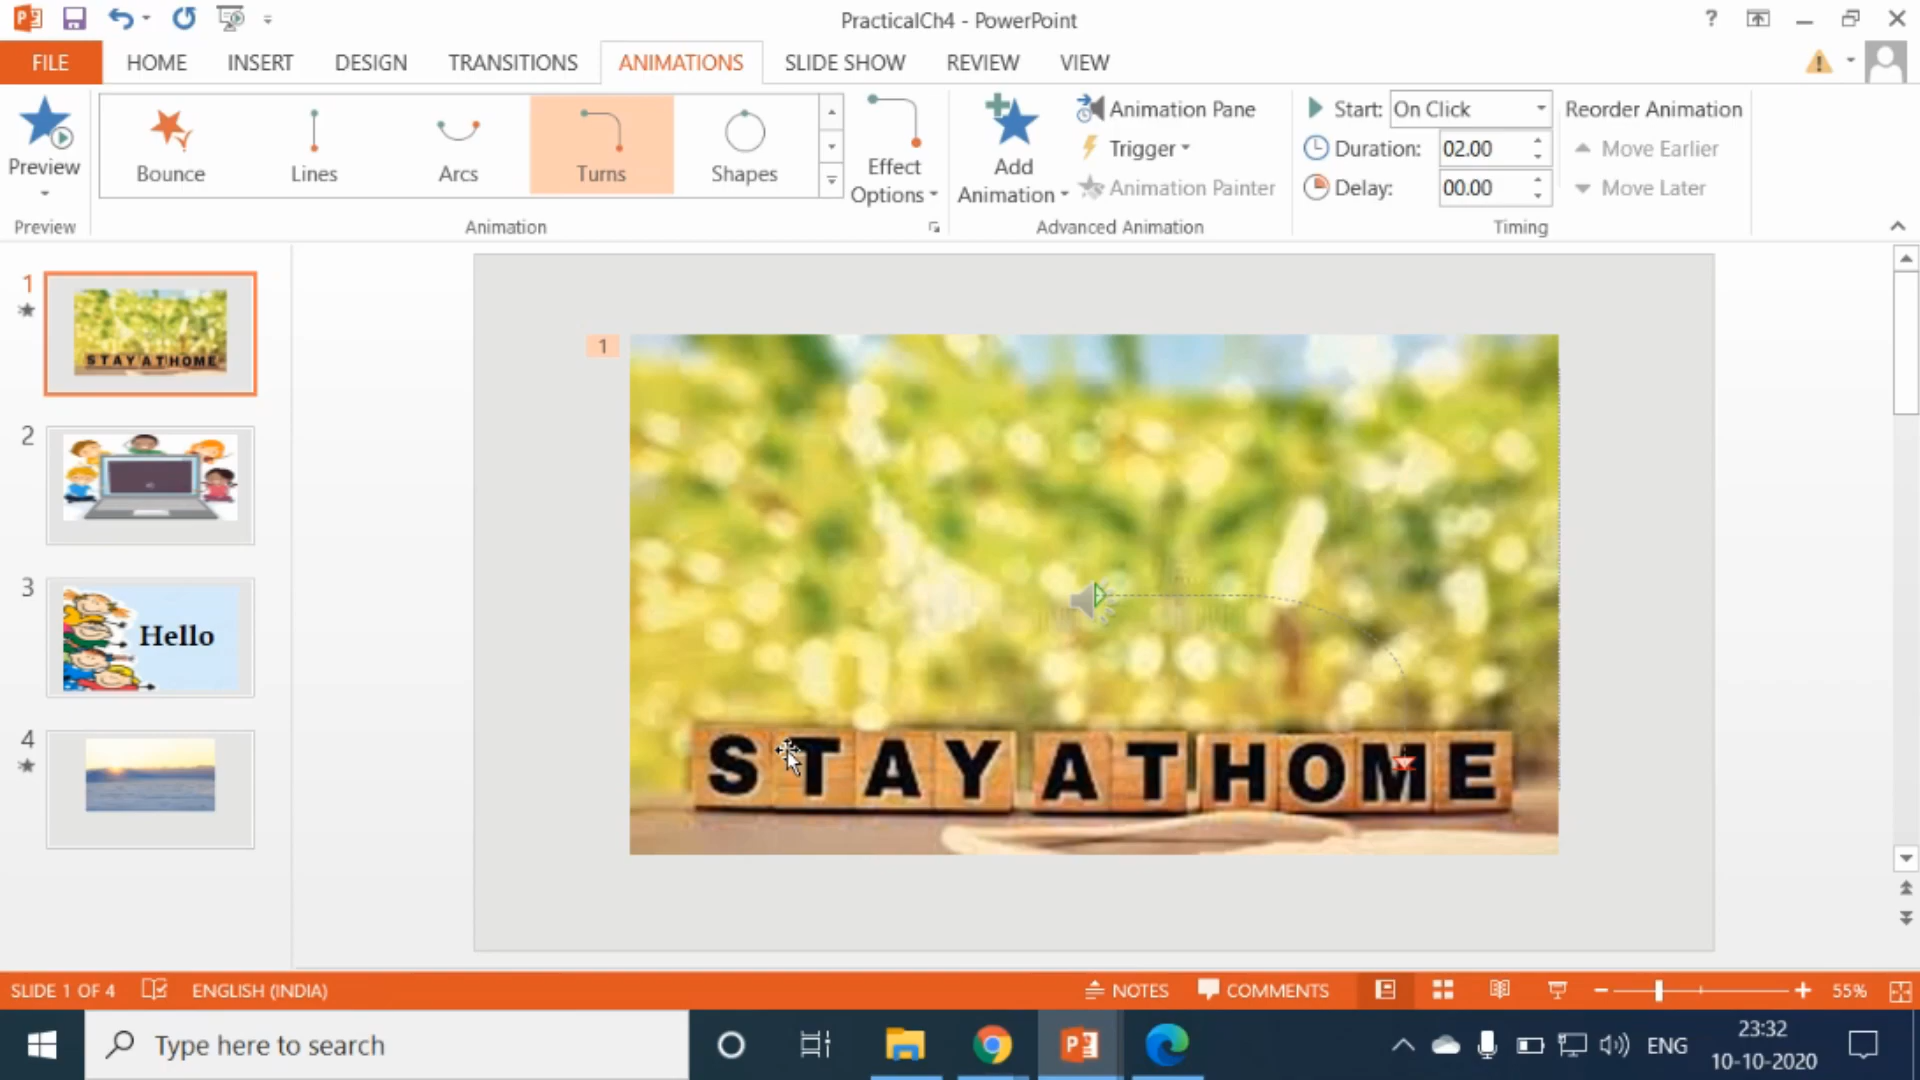 PracticalCh4 - PowerPoint
?
FILE HOME INSERT DESIGN TRANSITIONS ANIMATIONS SLIDE SHOW REVIEW VIEW
Preview
Bounce Lines Arcs Turns Shapes
Effect Options
Add Animation
Animation Pane
Trigger
Animation Painter
Start: On Click
Duration: 02.00
Delay: 00.00
Reorder Animation
Move Earlier
Move Later
Preview Animation Advanced Animation Timing
1
STAY AT HOME
2
3
Hello
4
1
STAY AT HOME
SLIDE 1 OF 4 ENGLISH (INDIA) NOTES COMMENTS 55%
Type here to search
ENG
23:32
10-10-2020